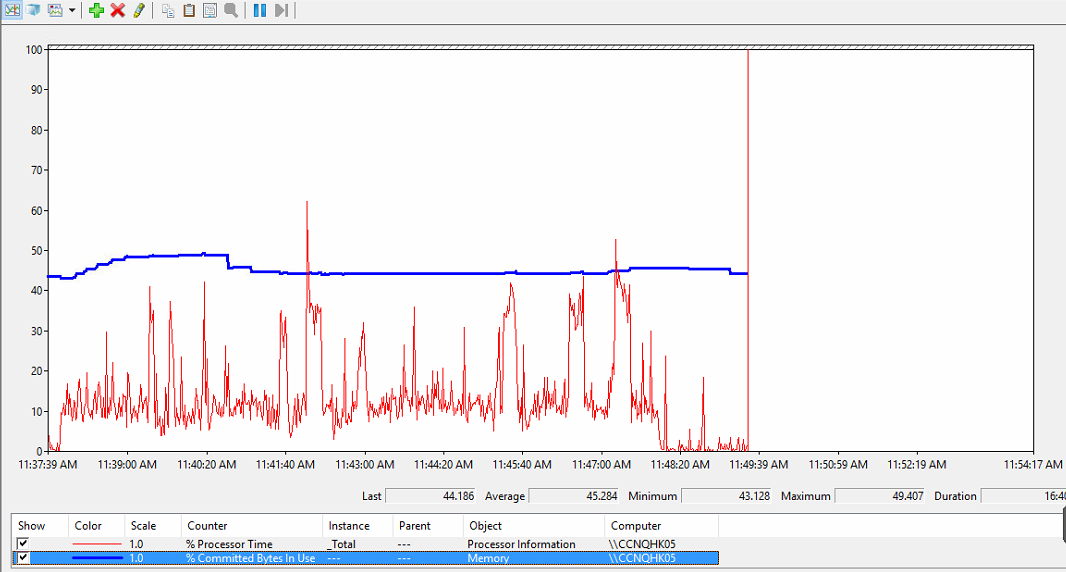 100
90
80
70
60
50
40
30
20
10
0
11:37:39 AM 11:39:00 AM 11:40:20 AM 11:41:40 AM 11:43:00 AM 11:44:20 AM 11:45:40 AM 11:47:00 AM 11:48:20 AM 11:49:39 AM 11:50:59 AM 11:52:19 AM 11:54:17 AM
Last 44.186 Average 45.284 Minimum 43.128 Maximum 49.407 Duration 16:40
Show Color Scale Counter Instance Parent Object Computer
1.0 % Processor Time _Total --- Processor Information \\CCNQHK05
1.0 % Committed Bytes In Use --- --- Memory \\CCNQHK05